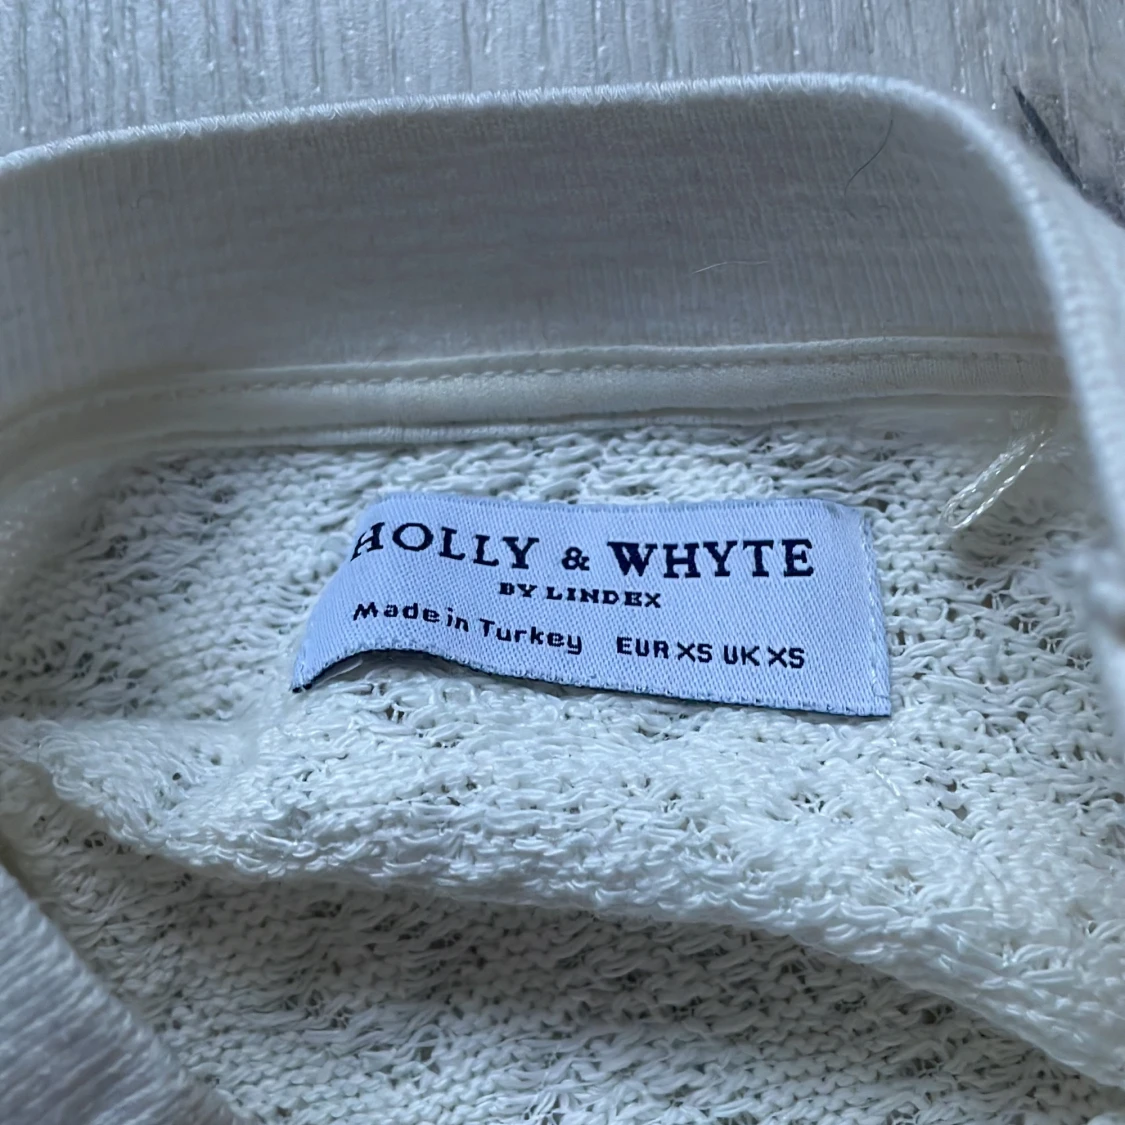 HOLLY & WHYTE
BY LINDEX
Made in Turkey EUR XS UK XS